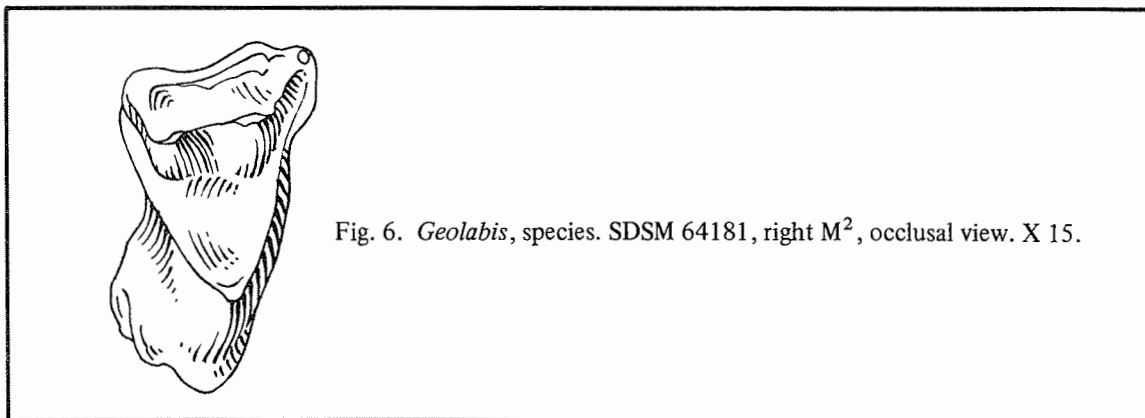 Fig. 6. Geolabis, species. SDSM 64181, right M², occlusal view. X 15.